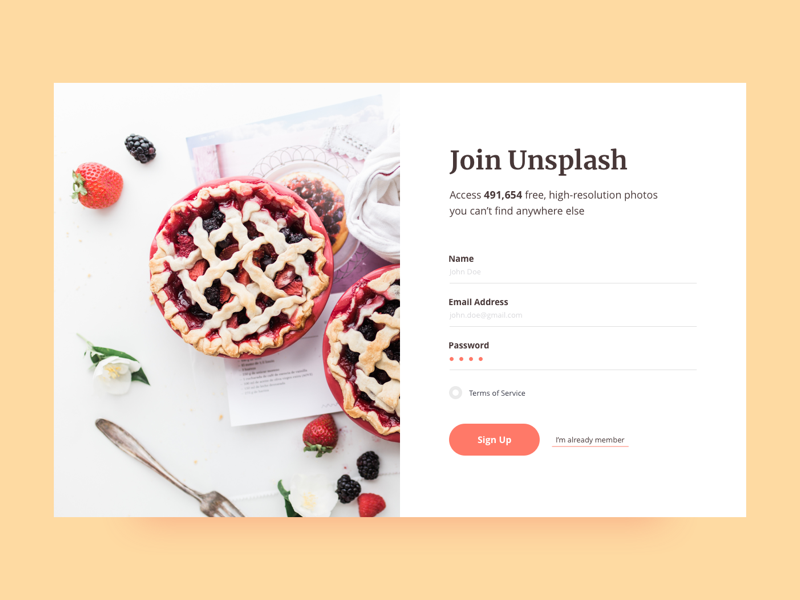 Join Unsplash
Access 491,654 free, high-resolution photos
you can't find anywhere else
Name
John Doe
Email Address
john.doe@gmail.com
Password
Terms of Service
Sign Up
I'm already member